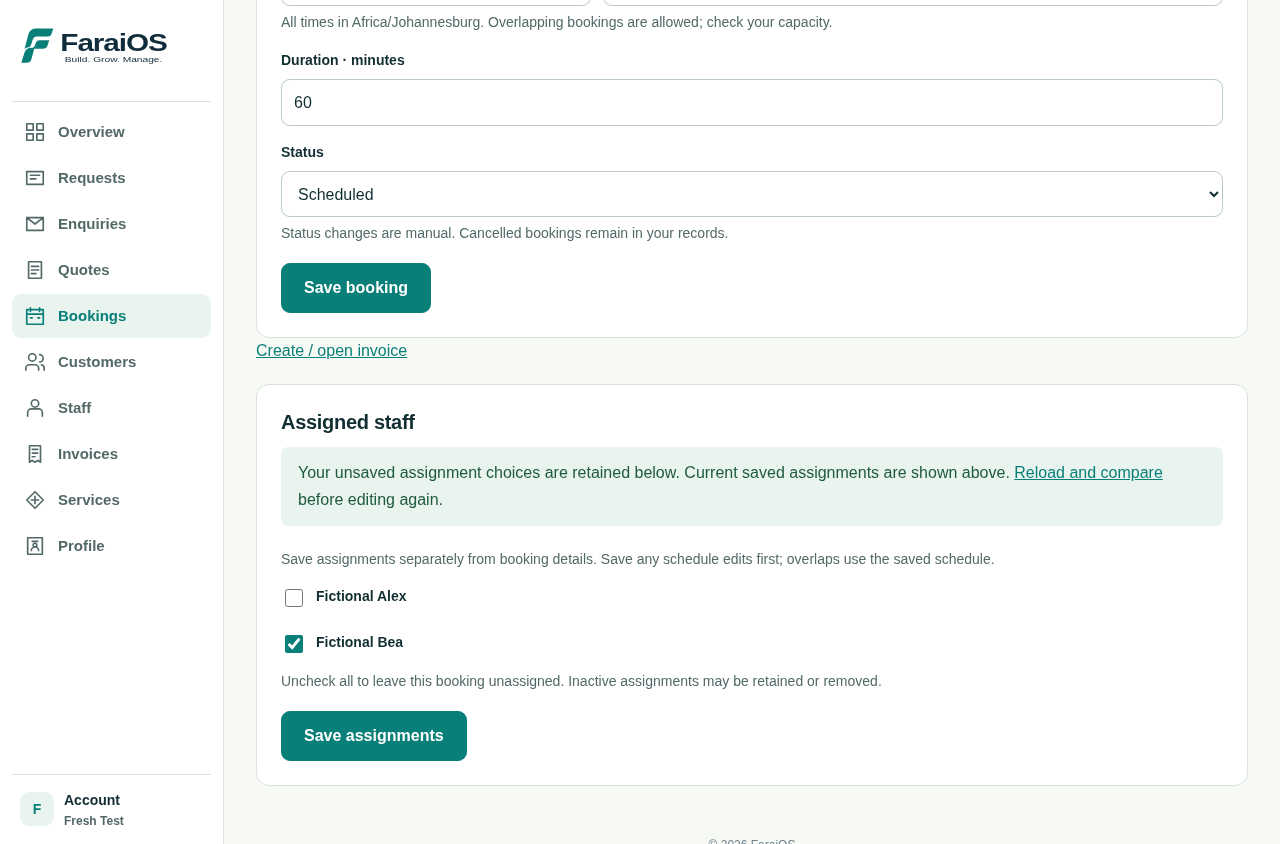 FaraiOS
Build. Grow. Manage.
Overview
Requests
Enquiries
Quotes
Bookings
Customers
Staff
Invoices
Services
Profile
F
Account
Fresh Test
All times in Africa/Johannesburg. Overlapping bookings are allowed; check your capacity.
Duration · minutes
60
Status
Scheduled
Status changes are manual. Cancelled bookings remain in your records.
Save booking
Create / open invoice
Assigned staff
Your unsaved assignment choices are retained below. Current saved assignments are shown above. Reload and compare
before editing again.
Save assignments separately from booking details. Save any schedule edits first; overlaps use the saved schedule.
Fictional Alex
Fictional Bea
Uncheck all to leave this booking unassigned. Inactive assignments may be retained or removed.
Save assignments
© 2026 FaraiOS